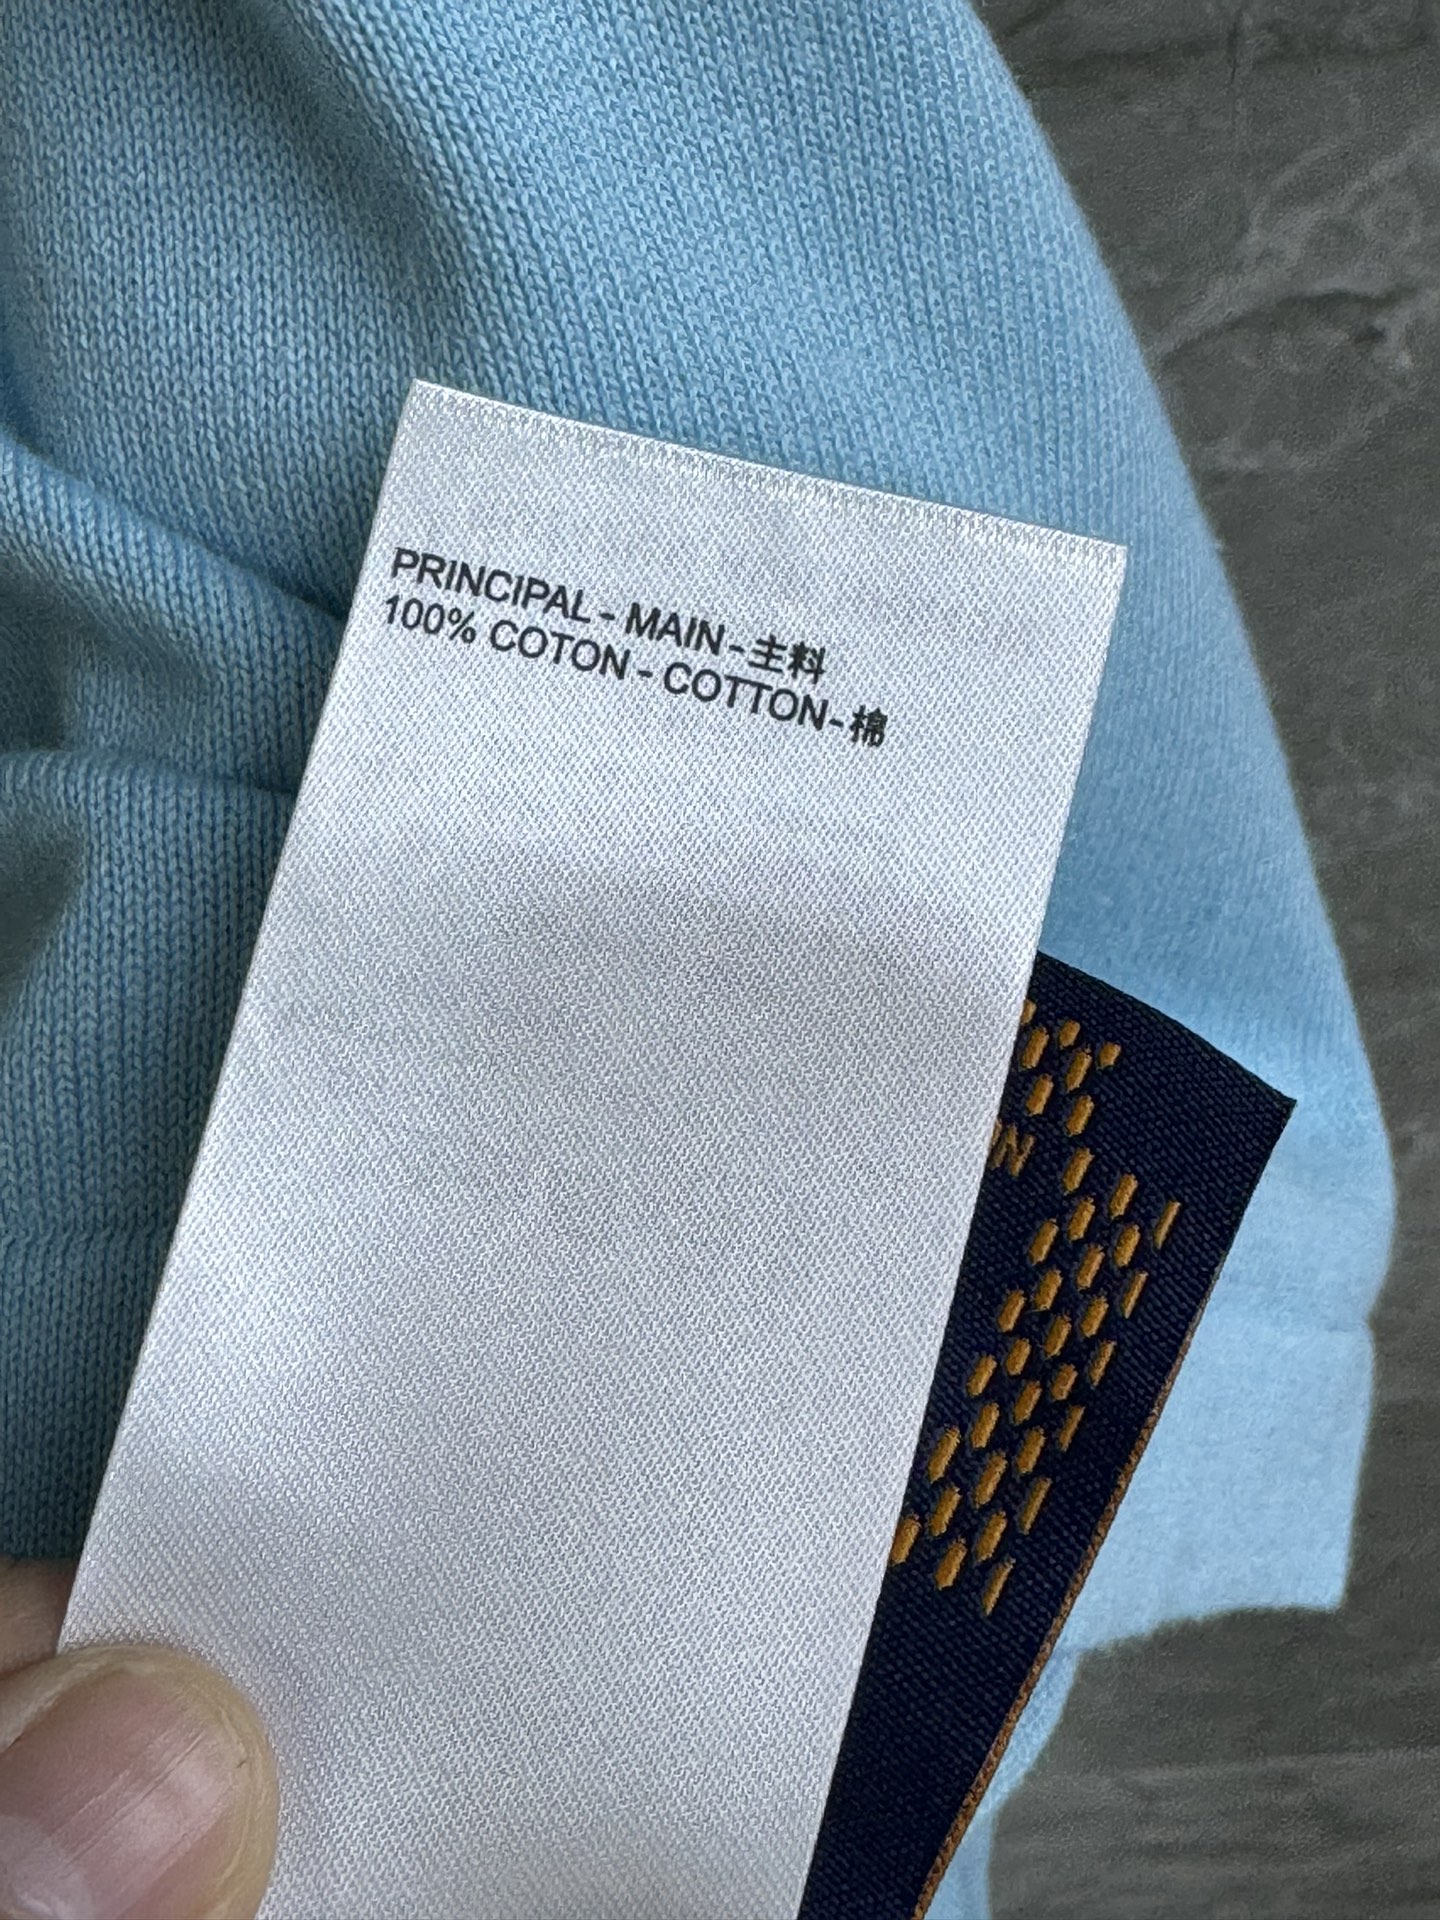 PRINCIPAL - MAIN - 主料
100% COTON - COTTON - 棉